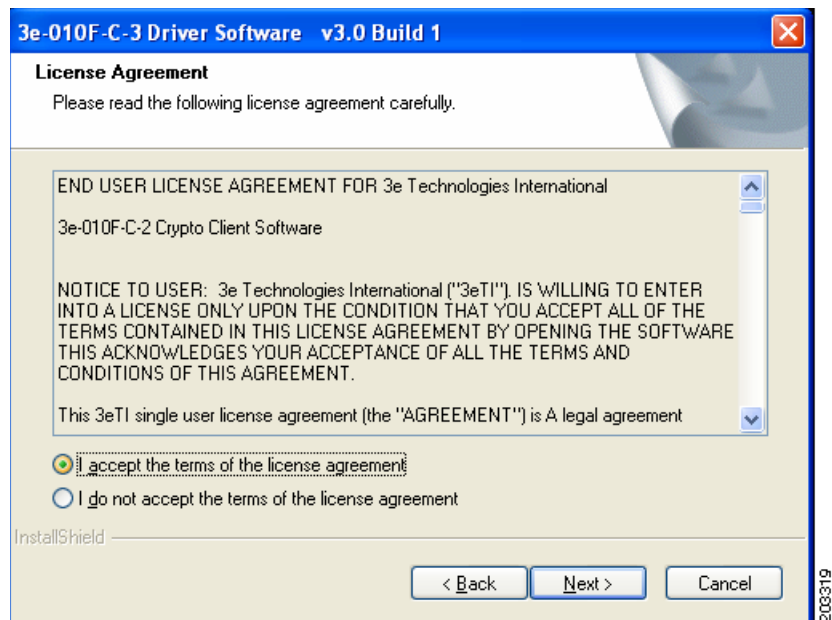 3e-010F-C-3 Driver Software v3.0 Build 1
License Agreement
Please read the following license agreement carefully.
END USER LICENSE AGREEMENT FOR 3e Technologies International
3e-010F-C-2 Crypto Client Software
NOTICE TO USER: 3e Technologies International ("3eTI"). IS WILLING TO ENTER
INTO A LICENSE ONLY UPON THE CONDITION THAT YOU ACCEPT ALL OF THE
TERMS CONTAINED IN THIS LICENSE AGREEMENT BY OPENING THE SOFTWARE
THIS ACKNOWLEDGES YOUR ACCEPTANCE OF ALL THE TERMS AND
CONDITIONS OF THIS AGREEMENT.
This 3eTI single user license agreement (the "AGREEMENT") is A legal agreement
I accept the terms of the license agreement
I do not accept the terms of the license agreement
InstallShield
< Back Next > Cancel
203319